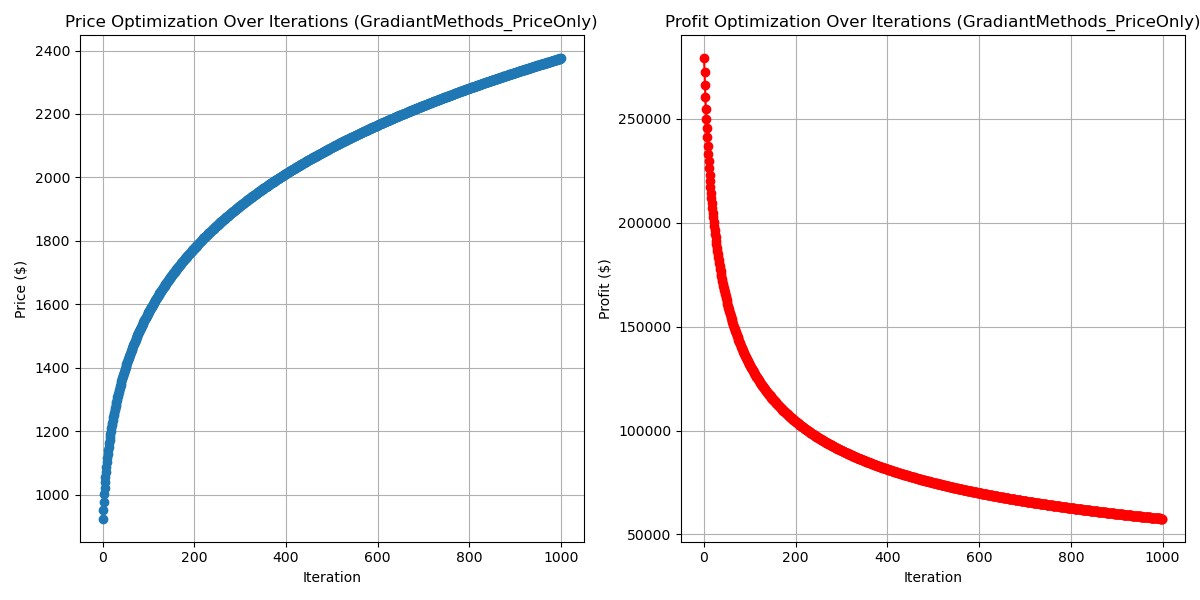 Price Optimization Over Iterations (GradiantMethods_PriceOnly)
2400
2200
2000
1800
1600
1400
1200
1000
Price ($)
0 200 400 600 800 1000
Iteration
Profit Optimization Over Iterations (GradiantMethods_PriceOnly)
250000
200000
150000
100000
50000
Profit ($)
0 200 400 600 800 1000
Iteration